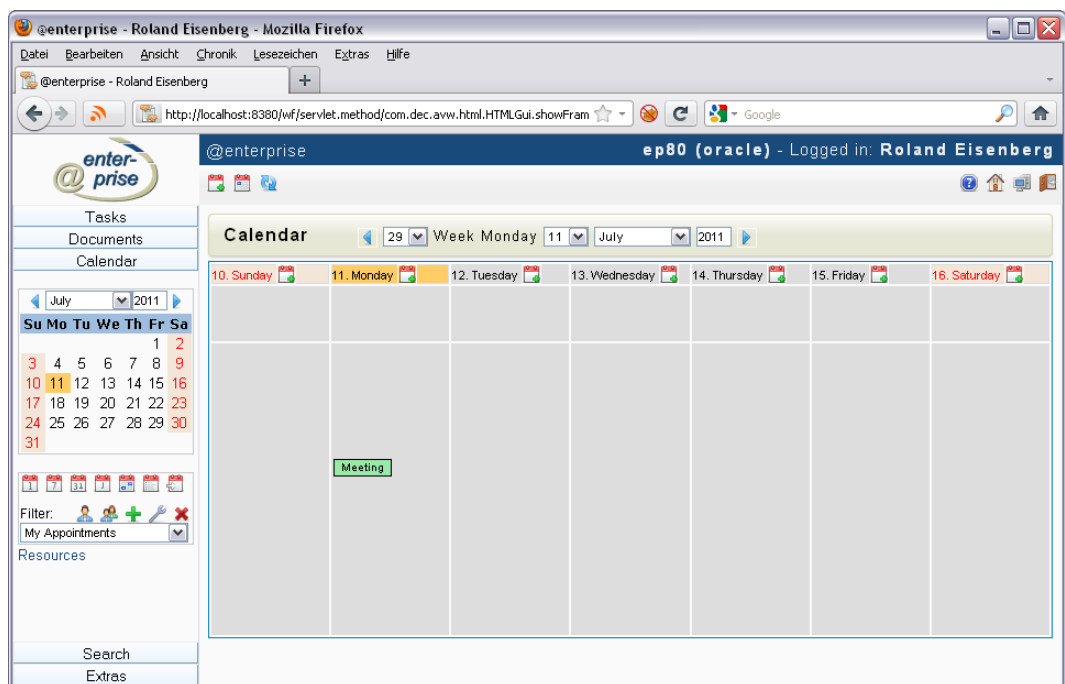 @enterprise - Roland Eisenberg - Mozilla Firefox
Datei Bearbeiten Ansicht Chronik Lesezeichen Extras Hilfe
@enterprise - Roland Eisenberg
http://localhost:8380/wf/servlet.method/com.dec.avw.html.HTMLGui.showFram
Google
enter-
@ prise
@enterprise
ep80 (oracle) - Logged in: Roland Eisenberg
Tasks
Documents
Calendar
July 2011
Su Mo Tu We Th Fr Sa
1 2
3 4 5 6 7 8 9
10 11 12 13 14 15 16
17 18 19 20 21 22 23
24 25 26 27 28 29 30
31
1 7 31 J
Filter:
My Appointments
Resources
Search
Extras
Calendar 29 Week Monday 11 July 2011
10. Sunday 11. Monday 12. Tuesday 13. Wednesday 14. Thursday 15. Friday 16. Saturday
Meeting